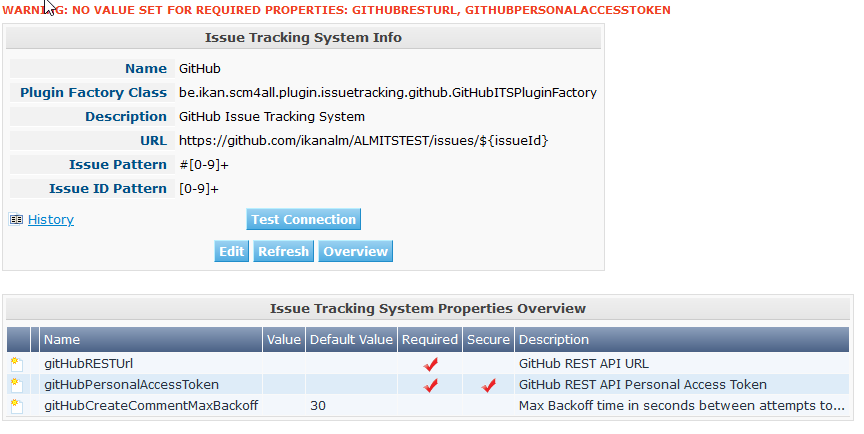 WARNING: NO VALUE SET FOR REQUIRED PROPERTIES: GITHUBRESTURL, GITHUBPERSONALACCESSTOKEN
Issue Tracking System Info
Name GitHub
Plugin Factory Class be.ikan.scm4all.plugin.issuetracking.github.GitHubITSPluginFactory
Description GitHub Issue Tracking System
URL https://github.com/ikanalm/ALMITSTEST/issues/${issueId}
Issue Pattern #[0-9]+
Issue ID Pattern [0-9]+
History Test Connection
Edit Refresh Overview
Issue Tracking System Properties Overview
Name Value Default Value Required Secure Description
gitHubRESTUrl GitHub REST API URL
gitHubPersonalAccessToken GitHub REST API Personal Access Token
gitHubCreateCommentMaxBackoff 30 Max Backoff time in seconds between attempts to...